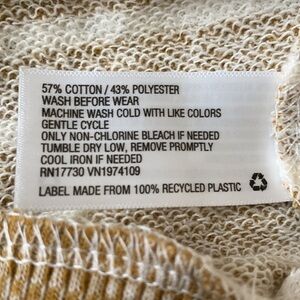 57% COTTON / 43% POLYESTER
WASH BEFORE WEAR
MACHINE WASH COLD WITH LIKE COLORS
GENTLE CYCLE
ONLY NON-CHLORINE BLEACH IF NEEDED
TUMBLE DRY LOW, REMOVE PROMPTLY
COOL IRON IF NEEDED
RN17730 VN1974109
LABEL MADE FROM 100% RECYCLED PLASTIC